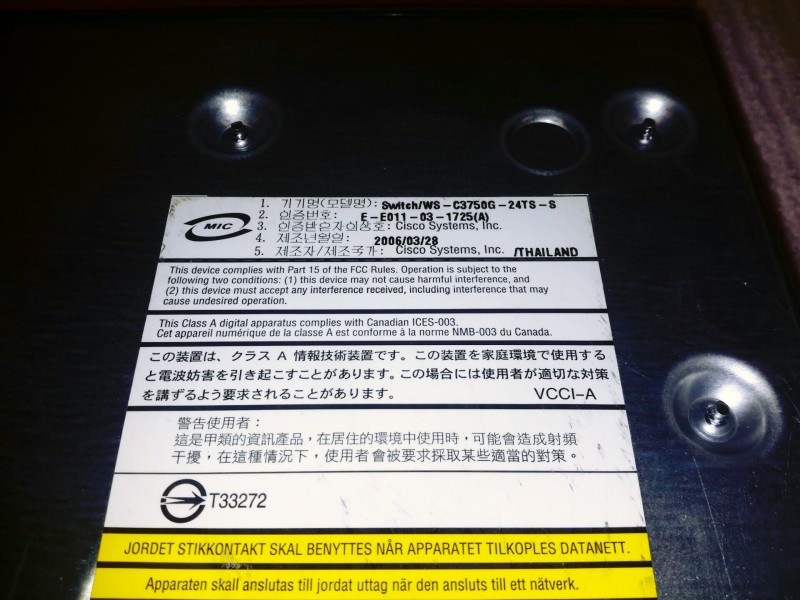 MIC
1. 기기명(모델명): Switch/WS-C3750G-24TS-S
2. 인증번호: E-E011-03-1725(A)
3. 인증받은자의상호: Cisco Systems, Inc.
4. 제조년월일: 2006/03/28
5. 제조자/제조국가: Cisco Systems, Inc. /THAILAND
This device complies with Part 15 of the FCC Rules. Operation is subject to the
following two conditions: (1) this device may not cause harmful interference, and
(2) this device must accept any interference received, including interference that may
cause undesired operation.
This Class A digital apparatus complies with Canadian ICES-003.
Cet appareil numérique de la classe A est conforme à la norme NMB-003 du Canada.
この装置は、クラス A 情報技術装置です。この装置を家庭環境で使用する
と電波妨害を引き起こすことがあります。この場合には使用者が適切な対策
を講ずるよう要求されることがあります。 VCCI-A
警告使用者：
這是甲類的資訊產品，在居住的環境中使用時，可能會造成射頻
干擾，在這種情況下，使用者會被要求採取某些適當的對策。
T33272
JORDET STIKKONTAKT SKAL BENYTTES NÅR APPARATET TILKOPLES DATANETT.
Apparaten skall anslutas till jordat uttag när den ansluts till ett nätverk.